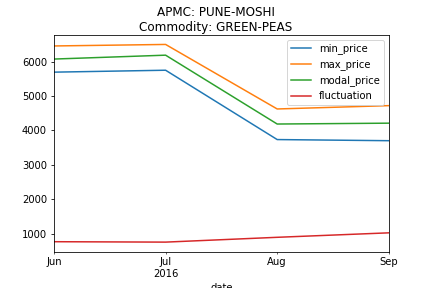 APMC: PUNE-MOSHI
Commodity: GREEN-PEAS
min_price
max_price
modal_price
fluctuation
6000
5000
4000
3000
2000
1000
Jun
Jul
Aug
Sep
2016
date